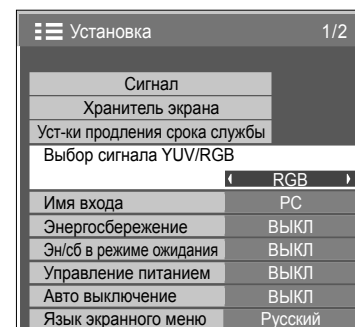 Установка 1/2
Сигнал
Хранитель экрана
Уст-ки продления срока службы
Выбор сигнала YUV/RGB
RGB
Имя входа PC
Энергосбережение ВЫКЛ
Эн/сб в режиме ожидания ВЫКЛ
Управление питанием ВЫКЛ
Авто выключение ВЫКЛ
Язык экранного меню Русский